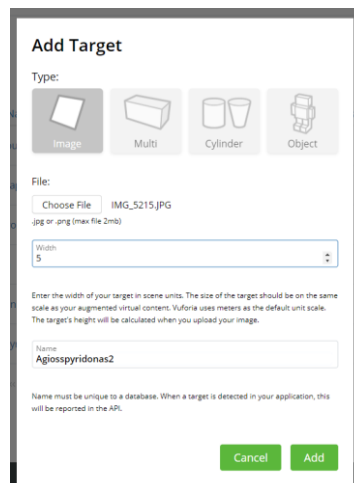 Add Target
Type:
Image Multi Cylinder Object
File:
Choose File IMG_5215.JPG
.jpg or .png (max file 2mb)
Width
5
Enter the width of your target in scene units. The size of the target should be on the same
scale as your augmented virtual content. Vuforia uses meters as the default unit scale.
The target's height will be calculated when you upload your image.
Name
Agiosspyridonas2
Name must be unique to a database. When a target is detected in your application, this
will be reported in the API.
Cancel Add